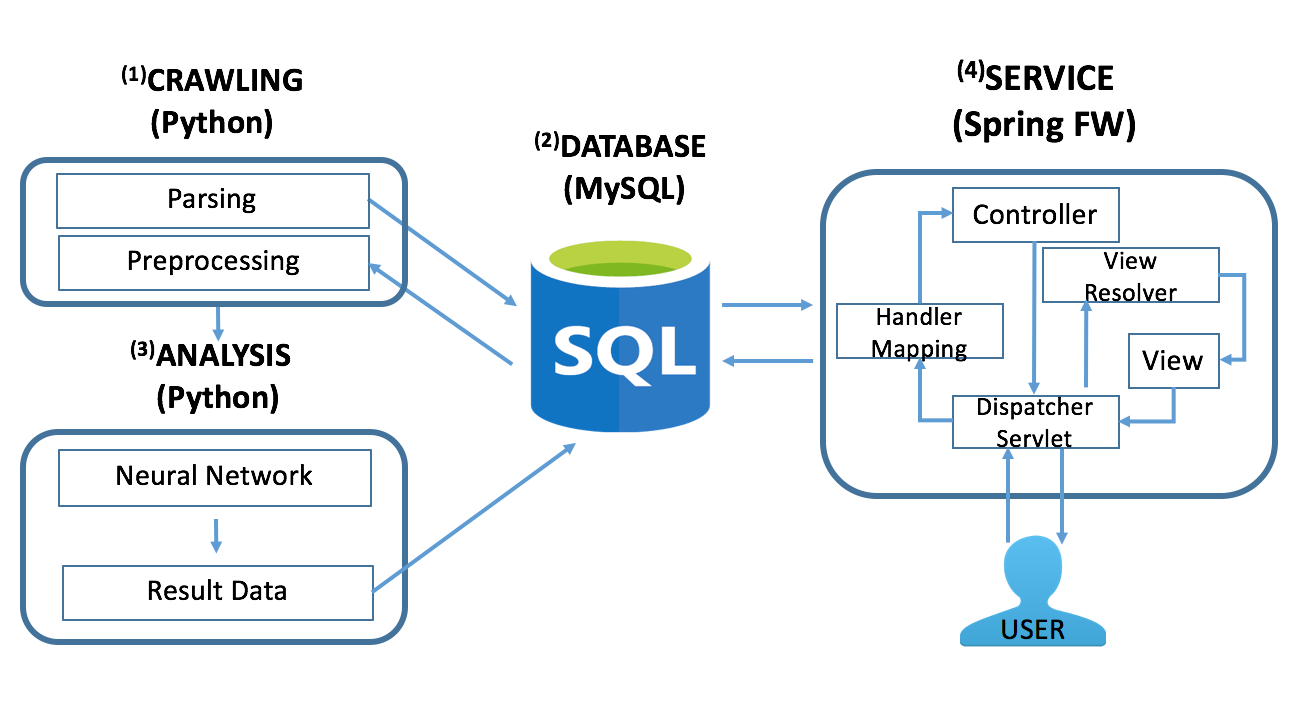 (1)CRAWLING
(Python)
Parsing
Preprocessing
(3)ANALYSIS
(Python)
Neural Network
Result Data
(2)DATABASE
(MySQL)
SQL
(4)SERVICE
(Spring FW)
Controller
View
Resolver
Handler
Mapping
View
Dispatcher
Servlet
USER